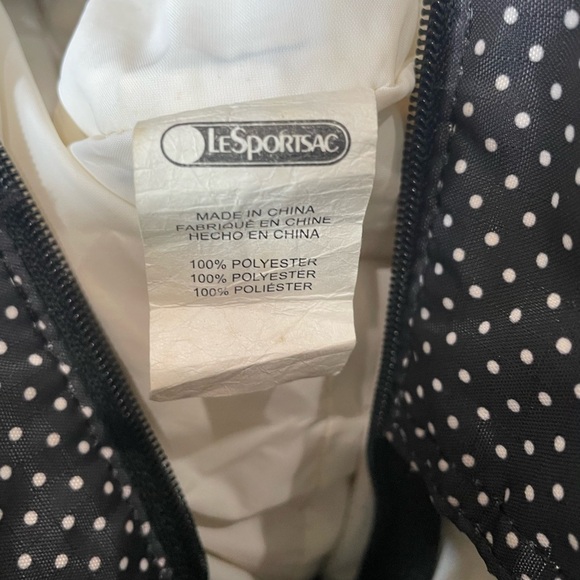 LeSportsac
MADE IN CHINA
FABRIQUÉ EN CHINE
HECHO EN CHINA
100% POLYESTER
100% POLYESTER
100% POLIÉSTER